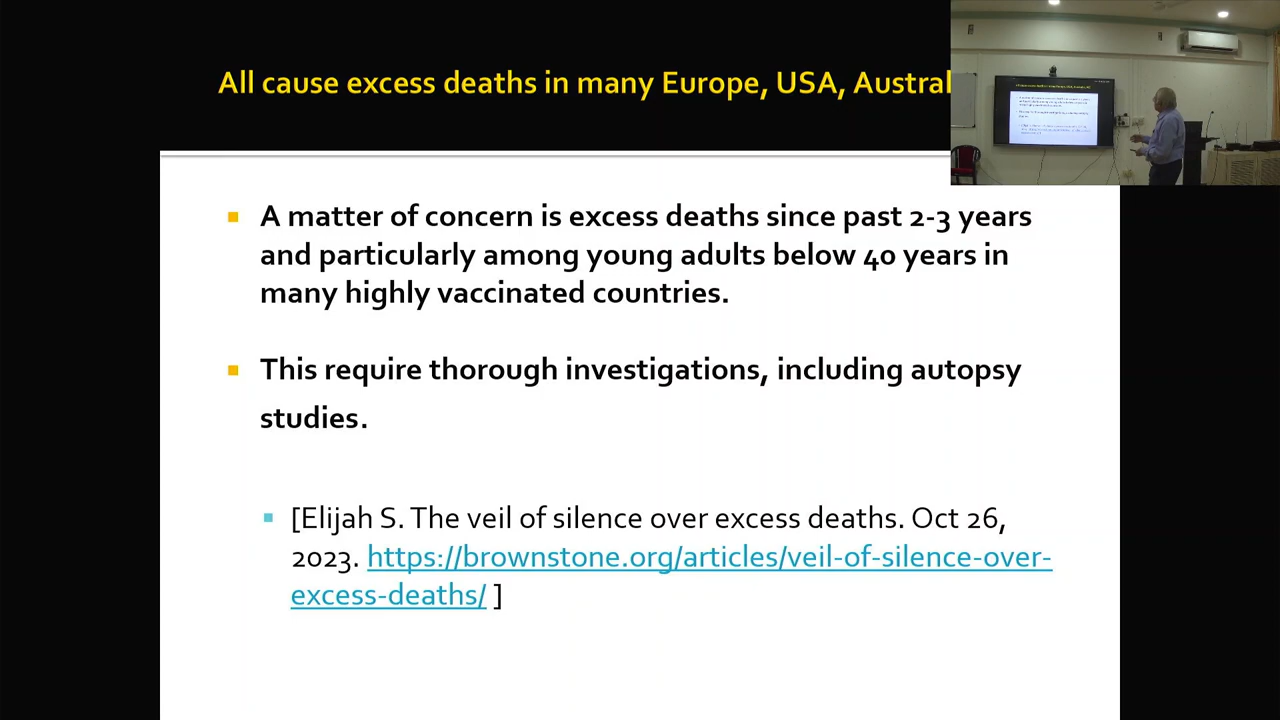 All cause excess deaths in many Europe, USA, Austral
A matter of concern is excess deaths since past 2-3 years
and particularly among young adults below 40 years in
many highly vaccinated countries.
This require thorough investigations, including autopsy
studies.
[Elijah S. The veil of silence over excess deaths. Oct 26,
2023. https://brownstone.org/articles/veil-of-silence-over-
excess-deaths/ ]